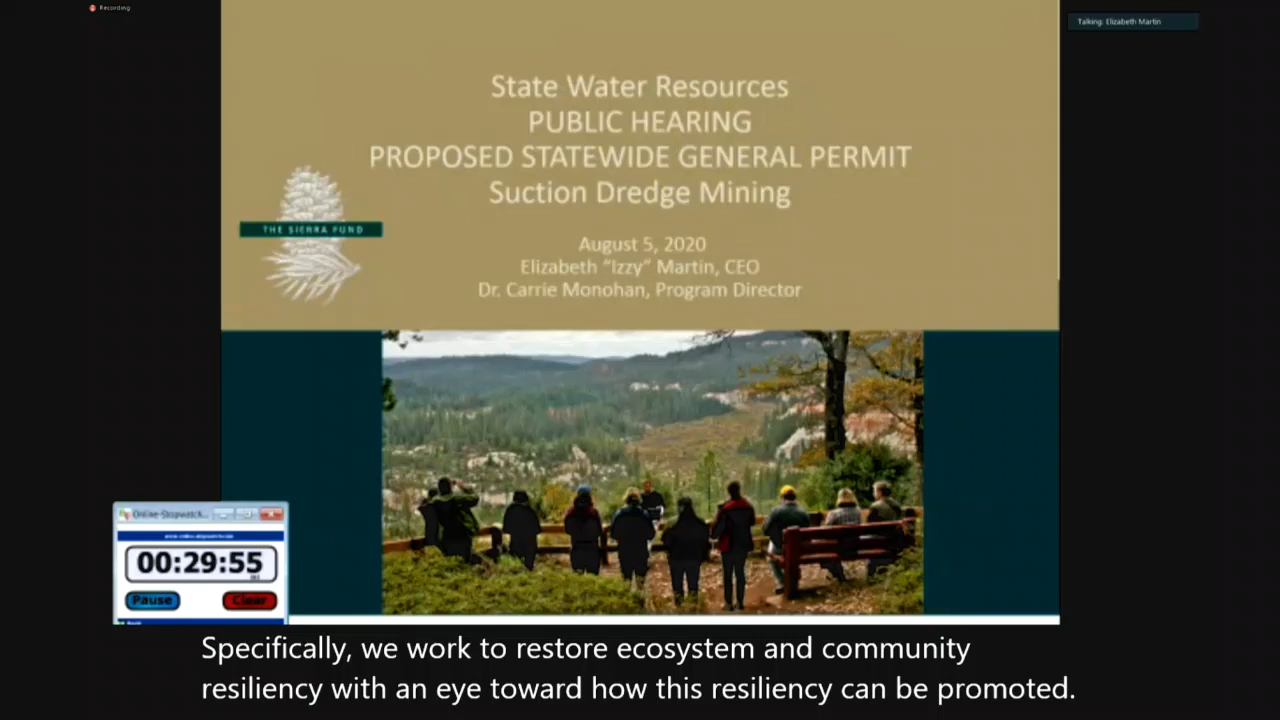 Recording
Talking: Elizabeth Martin
State Water Resources
PUBLIC HEARING
PROPOSED STATEWIDE GENERAL PERMIT
Suction Dredge Mining
THE SIERRA FUND
August 5, 2020
Elizabeth "Izzy" Martin, CEO
Dr. Carrie Monohan, Program Director
Online Stopwatch...
00:29:55
Pause
Clear
Specifically, we work to restore ecosystem and community
resiliency with an eye toward how this resiliency can be promoted.